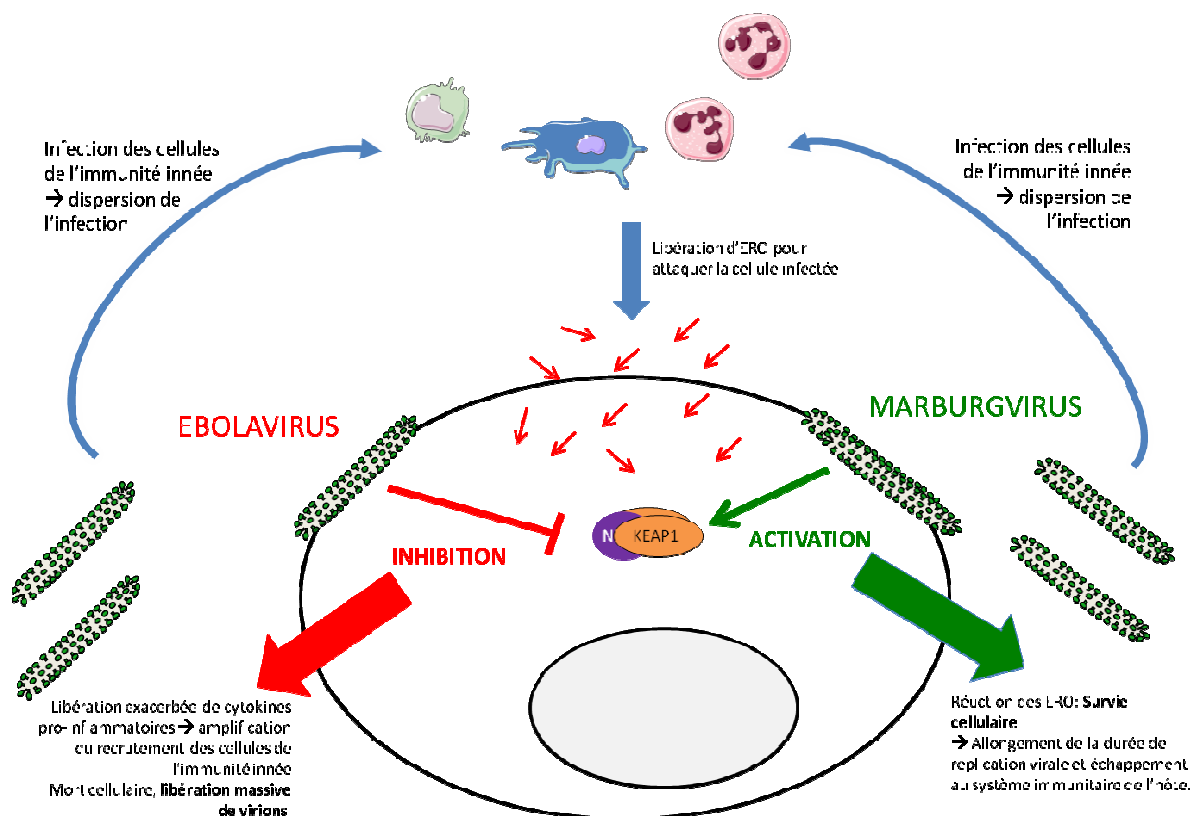 Infection des cellules
de l'immunité innée
→ dispersion de
l'infection
Infection des cellules
de l'immunité innée
→ dispersion de
l'infection
Libération d'ERO pour
attaquer la cellule infectée
EBOLAVIRUS
MARBURGVIRUS
N
KEAP1
INHIBITION
ACTIVATION
Libération exacerbée de cytokines
pro-inflammatoires → amplification
du recrutement des cellules de
l'immunité innée
Mort cellulaire, libération massive
de virions
Réduction des ERO: Survie
cellulaire
→ Allongement de la durée de
replication virale et échappement
au système immunitaire de l'hôte.